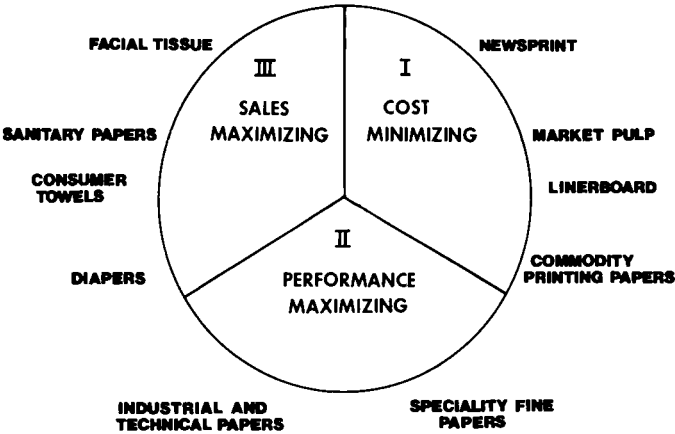 FACIAL TISSUE
NEWSPRINT
III
I
SALES
MAXIMIZING
COST
MINIMIZING
SANITARY PAPERS
MARKET PULP
CONSUMER
TOWELS
LINERBOARD
II
PERFORMANCE
MAXIMIZING
DIAPERS
COMMODITY
PRINTING PAPERS
INDUSTRIAL AND
TECHNICAL PAPERS
SPECIALITY FINE
PAPERS